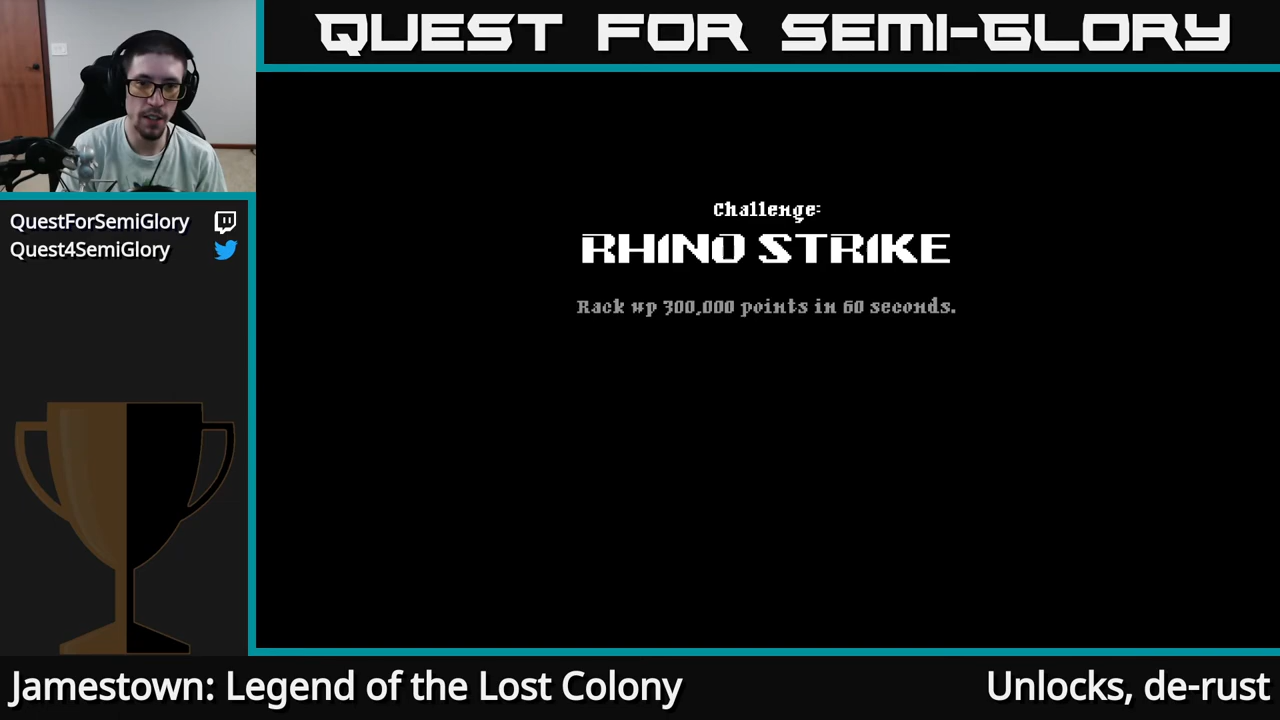 QUEST FOR SEMI-GLORY
QuestForSemiGlory
Quest4SemiGlory
Challenge:
RHINO STRIKE
Rack up 300,000 points in 60 seconds.
Jamestown: Legend of the Lost Colony
Unlocks, de-rust